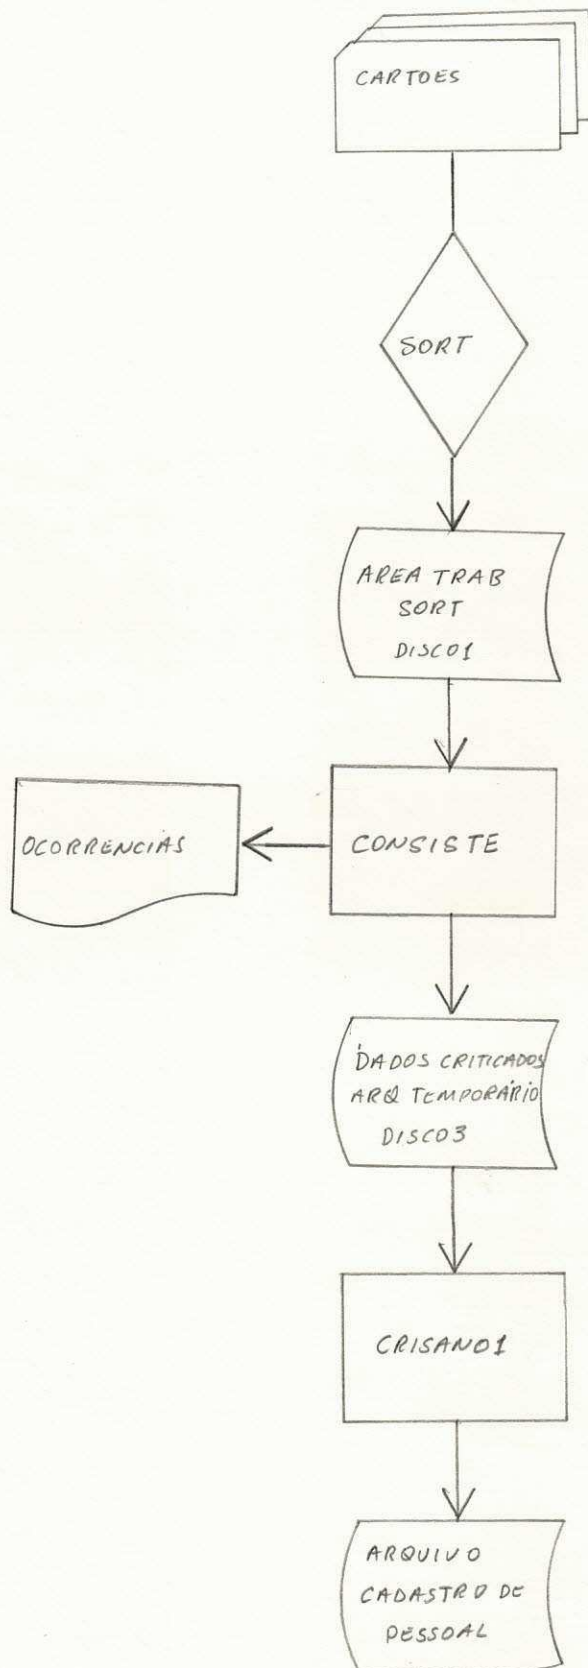 CARTOES
SORT
AREA TRAB
SORT
DISCO1
OCORRENCIAS
CONSISTE
DADOS CRITICADOS
ARQ TEMPORÁRIO
DISCO3
CRISANO1
ARQUIVO
CADASTRO DE
PESSOAL